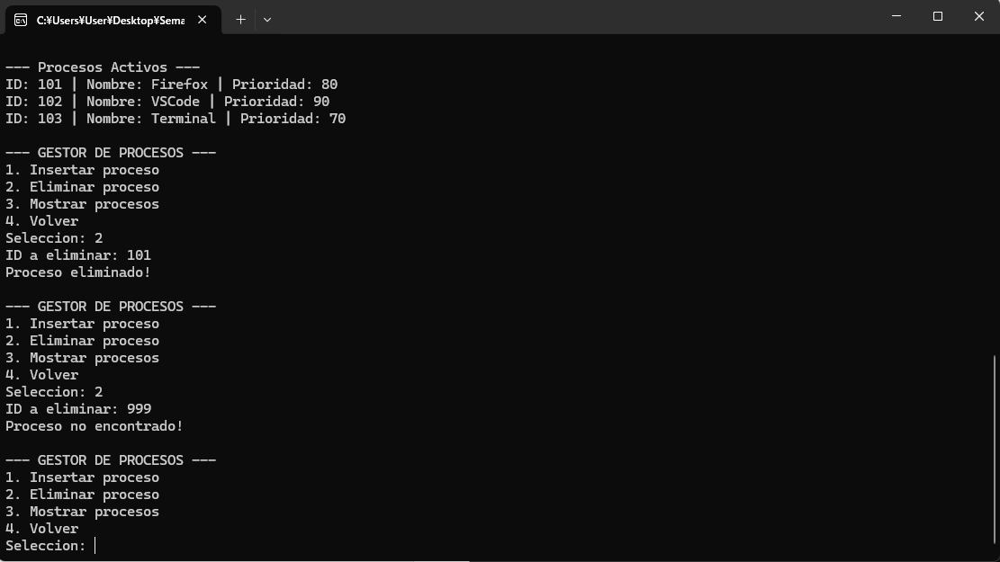 C:¥Users¥User¥Desktop¥Sema
--- Procesos Activos ---
ID: 101 | Nombre: Firefox | Prioridad: 80
ID: 102 | Nombre: VSCode | Prioridad: 90
ID: 103 | Nombre: Terminal | Prioridad: 70
--- GESTOR DE PROCESOS ---
1. Insertar proceso
2. Eliminar proceso
3. Mostrar procesos
4. Volver
Seleccion: 2
ID a eliminar: 101
Proceso eliminado!
--- GESTOR DE PROCESOS ---
1. Insertar proceso
2. Eliminar proceso
3. Mostrar procesos
4. Volver
Seleccion: 2
ID a eliminar: 999
Proceso no encontrado!
--- GESTOR DE PROCESOS ---
1. Insertar proceso
2. Eliminar proceso
3. Mostrar procesos
4. Volver
Seleccion: